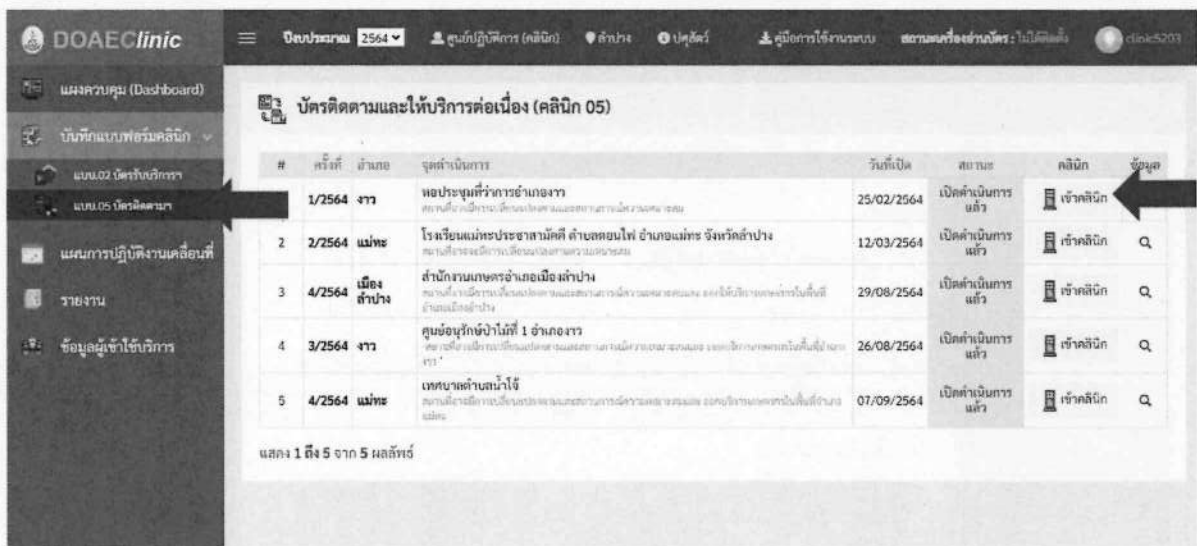 DOAEClinic
ปีงบประมาณ 2564 ศูนย์ปฏิบัติการ (คลินิก) ลำปาง ปศุสัตว์ คู่มือการใช้งานระบบ สถานะเครื่องอ่านบัตร : ไม่ได้ติดตั้ง clinic5203
แผงควบคุม (Dashboard)
บันทึกแบบฟอร์มคลินิก
แบบน.02 บัตรรับบริการฯ
แบบน.05 บัตรติดตามฯ
แผนการปฏิบัติงานเคลื่อนที่
รายงาน
ข้อมูลผู้เข้าใช้บริการ
บัตรติดตามและให้บริการต่อเนื่อง (คลินิก 05)
# ครั้งที่ อำเภอ จุดดำเนินการ วันที่เปิด สถานะ คลินิก ข้อมูล
1/2564 งาว หอประชุมที่ว่าการอำเภองาว 25/02/2564 เปิดดำเนินการแล้ว เข้าคลินิก
2 2/2564 แม่ทะ โรงเรียนแม่ทะประชาสามัคคี ตำบลดอนไฟ อำเภอแม่ทะ จังหวัดลำปาง 12/03/2564 เปิดดำเนินการแล้ว เข้าคลินิก
3 4/2564 เมืองลำปาง สำนักงานเกษตรอำเภอเมืองลำปาง 29/08/2564 เปิดดำเนินการแล้ว เข้าคลินิก
4 3/2564 งาว ศูนย์อนุรักษ์ป่าไม้ที่ 1 อำเภองาว 26/08/2564 เปิดดำเนินการแล้ว เข้าคลินิก
5 4/2564 แม่ทะ เทศบาลตำบลน้ำโจ้ 07/09/2564 เปิดดำเนินการแล้ว เข้าคลินิก
แสดง 1 ถึง 5 จาก 5 ผลลัพธ์